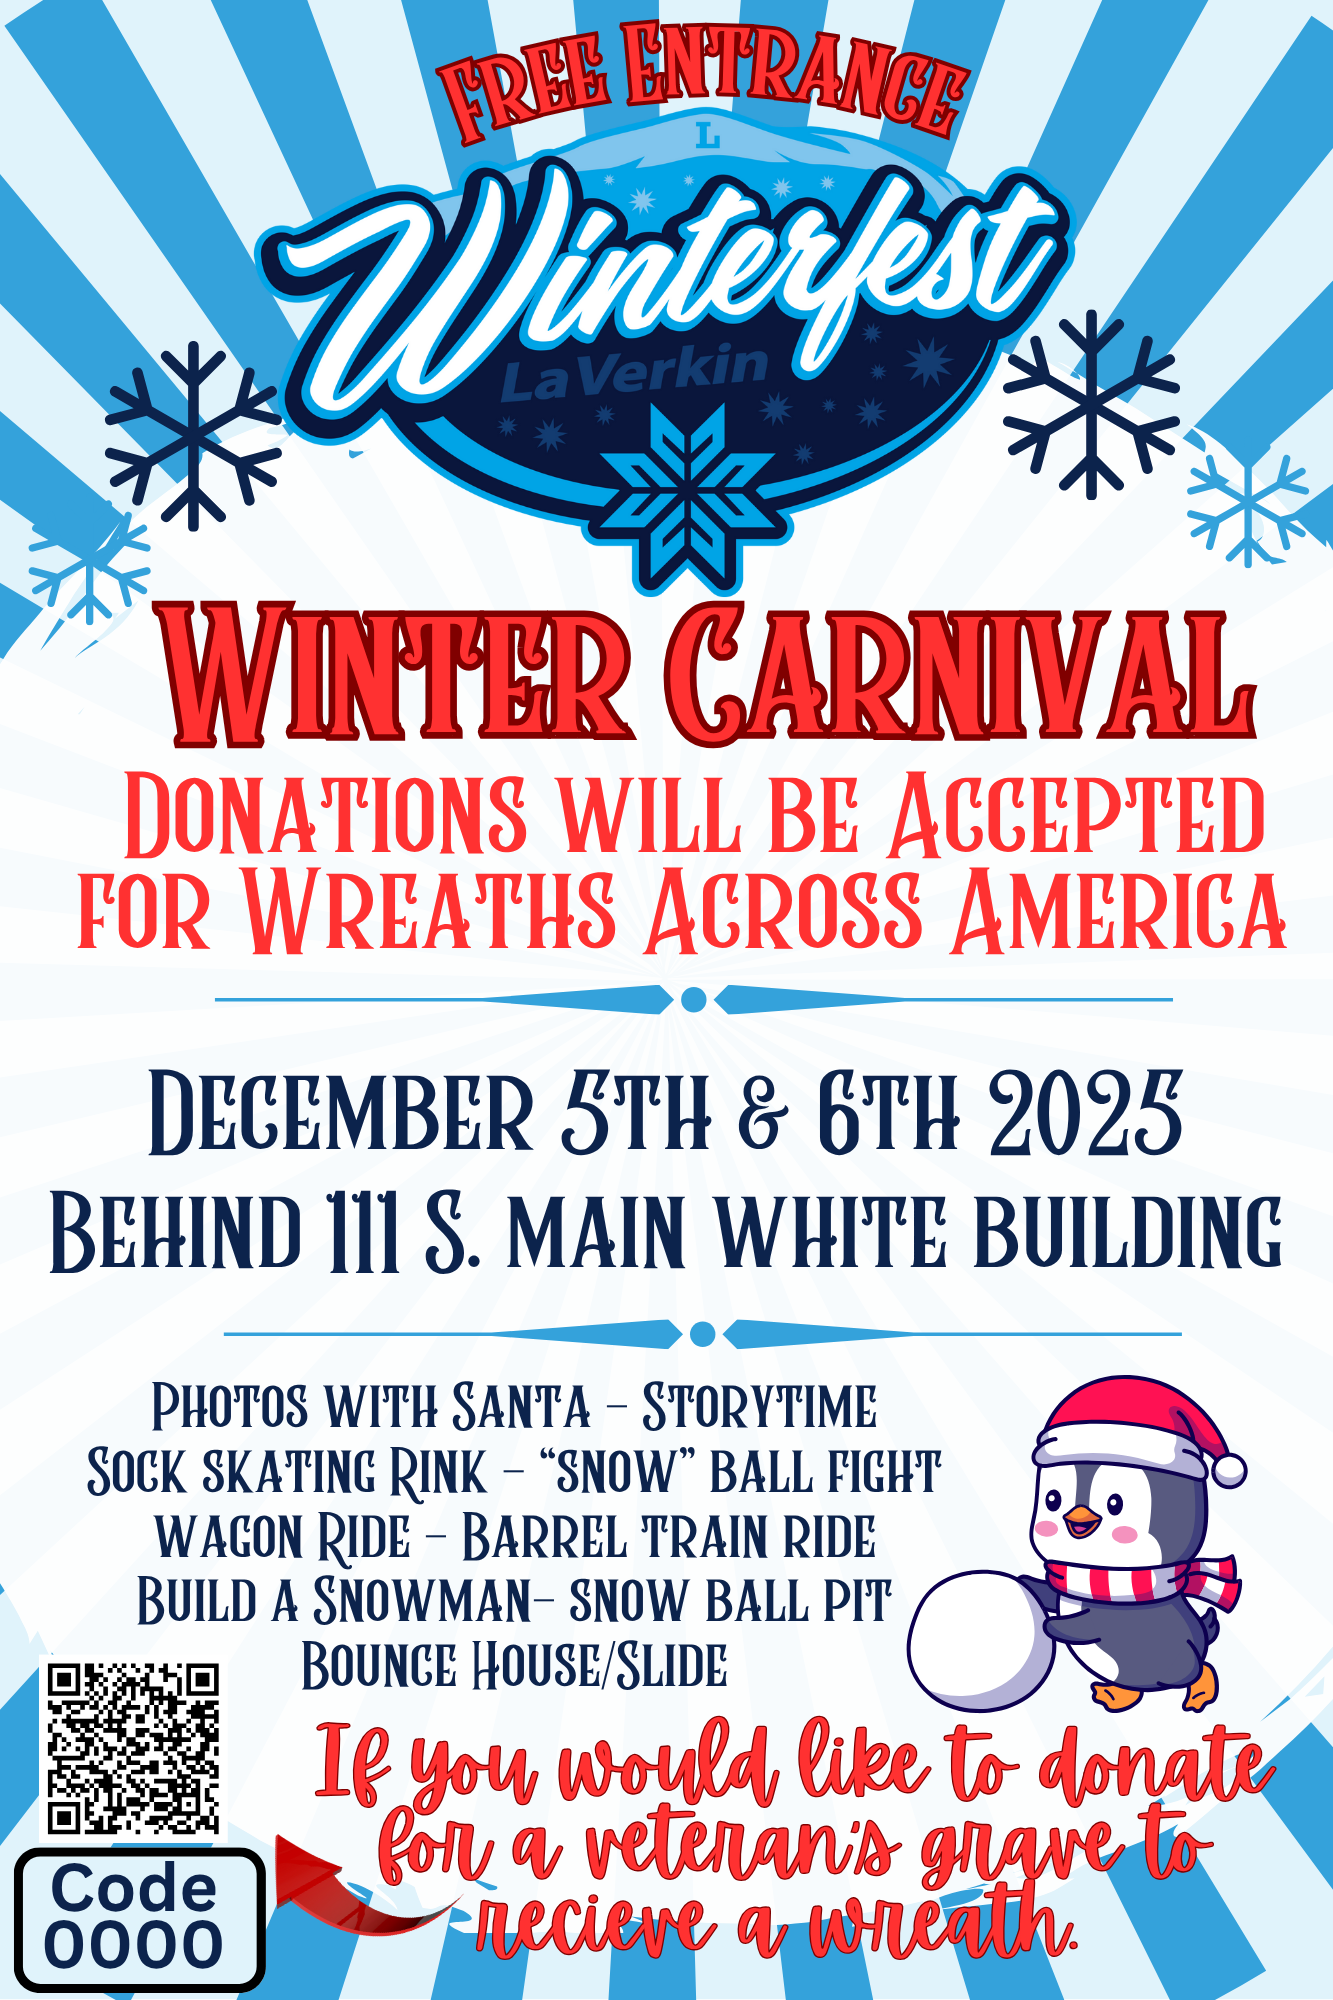 Free Entrance
L
Winterfest
LaVerkin
Winter Carnival
Donations will be Accepted
for Wreaths Across America
December 5th & 6th 2025
Behind 111 S. main white building
Photos with Santa - Storytime
Sock skating Rink - “snow” ball fight
wagon Ride - Barrel train ride
Build a Snowman- snow ball pit
Bounce House/Slide
If you would like to donate
for a veteran's grave to
recieve a wreath.
Code
0000